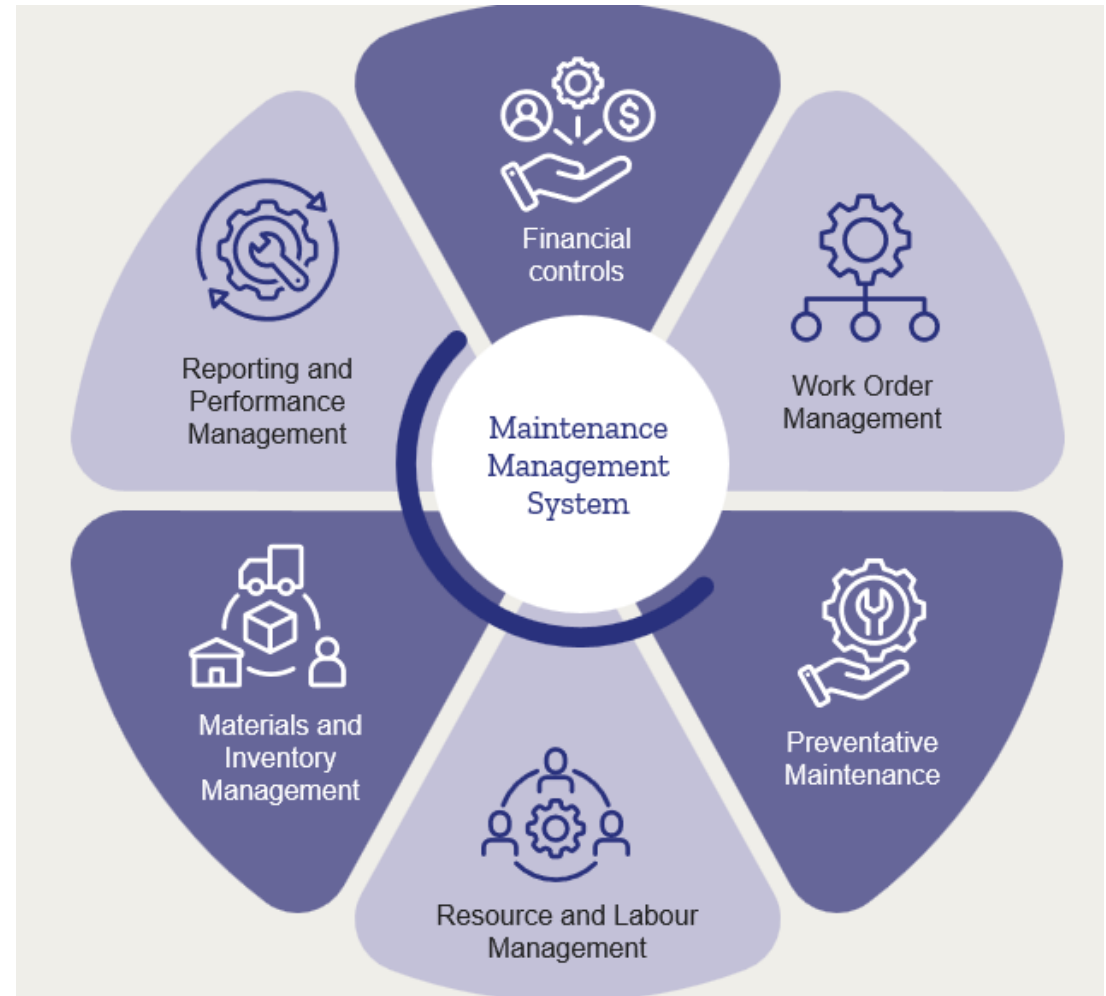 Financial
controls
Work Order
Management
Preventative
Maintenance
Resource and Labour
Management
Materials and
Inventory
Management
Reporting and
Performance
Management
Maintenance
Management
System
$